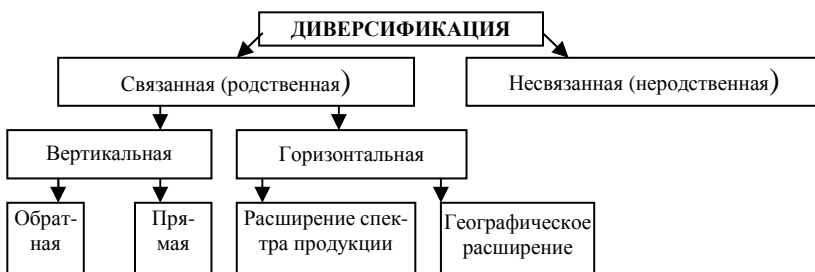 ДИВЕРСИФИКАЦИЯ
Связанная (родственная)
Несвязанная (неродственная)
Вертикальная
Горизонтальная
Обрат-
ная
Пря-
мая
Расширение спек-
тра продукции
Географическое
расширение